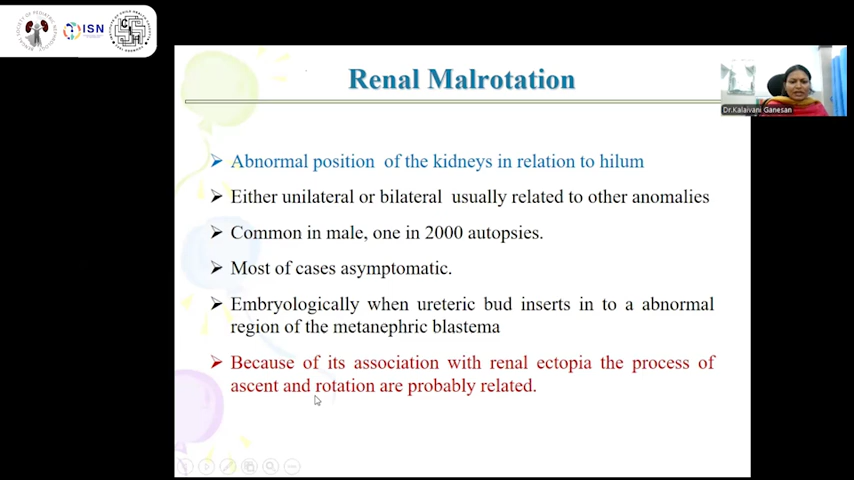 ISN
Renal Malrotation
Dr.Kalaivani Ganesan
Abnormal position of the kidneys in relation to hilum
Either unilateral or bilateral usually related to other anomalies
Common in male, one in 2000 autopsies.
Most of cases asymptomatic.
Embryologically when ureteric bud inserts in to a abnormal
region of the metanephric blastema
Because of its association with renal ectopia the process of
ascent and rotation are probably related.